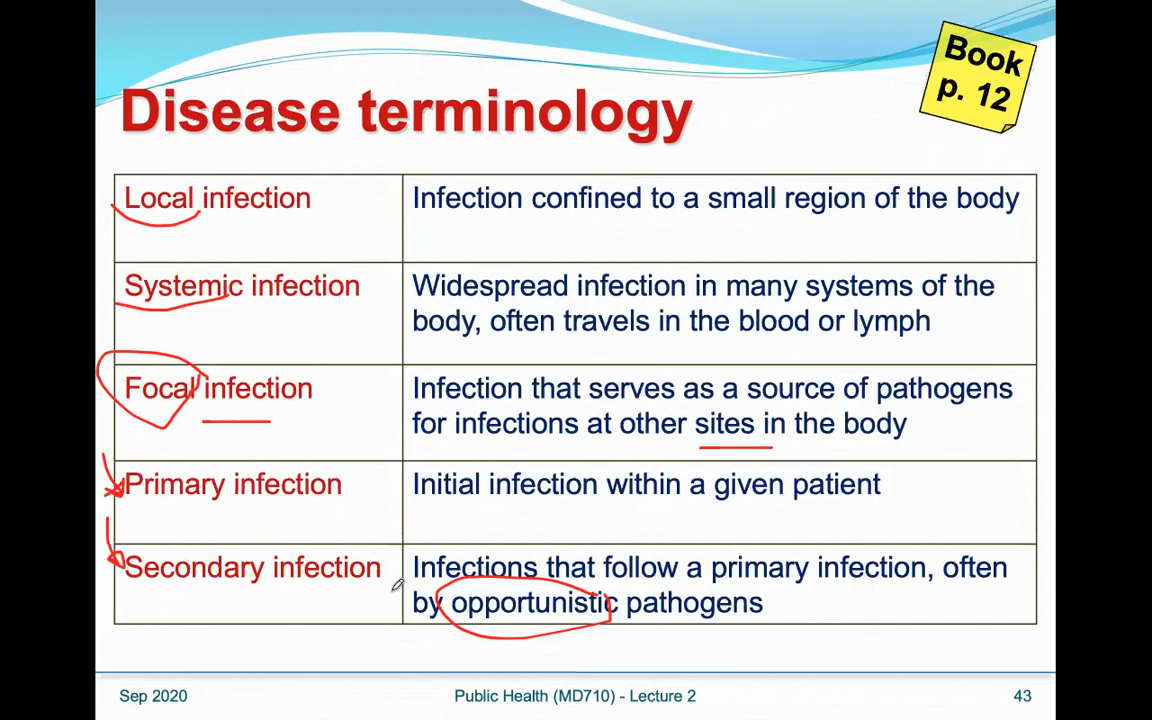 Book
p. 12
Disease terminology
Local infection
Infection confined to a small region of the body
Systemic infection
Widespread infection in many systems of the
body, often travels in the blood or lymph
Focal infection
Infection that serves as a source of pathogens
for infections at other sites in the body
Primary infection
Initial infection within a given patient
Secondary infection
Infections that follow a primary infection, often
by opportunistic pathogens
Sep 2020
Public Health (MD710) - Lecture 2
43